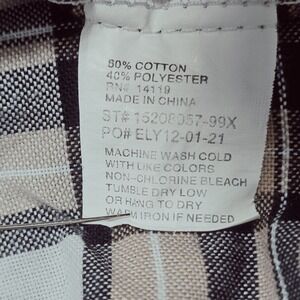 60% COTTON
40% POLYESTER
RN# 14119
MADE IN CHINA
ST# 15208057-99X
PO# ELY12-01-21
MACHINE WASH COLD
WITH LIKE COLORS
NON-CHLORINE BLEACH
TUMBLE DRY LOW
OR HANG TO DRY
WARM IRON IF NEEDED